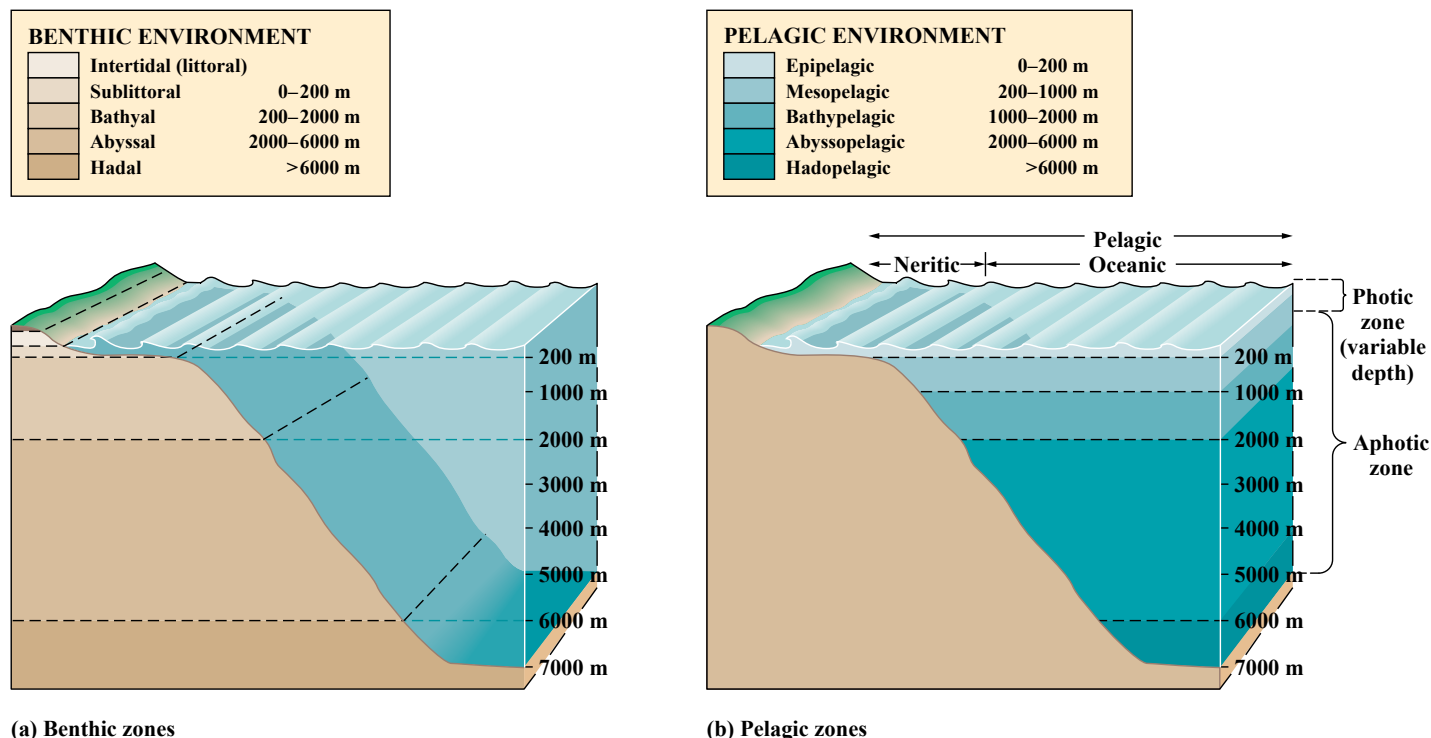 BENTHIC ENVIRONMENT
Intertidal (littoral)
Sublittoral 0–200 m
Bathyal 200–2000 m
Abyssal 2000–6000 m
Hadal >6000 m
200 m
1000 m
2000 m
3000 m
4000 m
5000 m
6000 m
7000 m
(a) Benthic zones
PELAGIC ENVIRONMENT
Epipelagic 0–200 m
Mesopelagic 200–1000 m
Bathypelagic 1000–2000 m
Abyssopelagic 2000–6000 m
Hadopelagic >6000 m
Pelagic
Neritic Oceanic
Photic
zone
(variable
depth)
Aphotic
zone
200 m
1000 m
2000 m
3000 m
4000 m
5000 m
6000 m
7000 m
(b) Pelagic zones